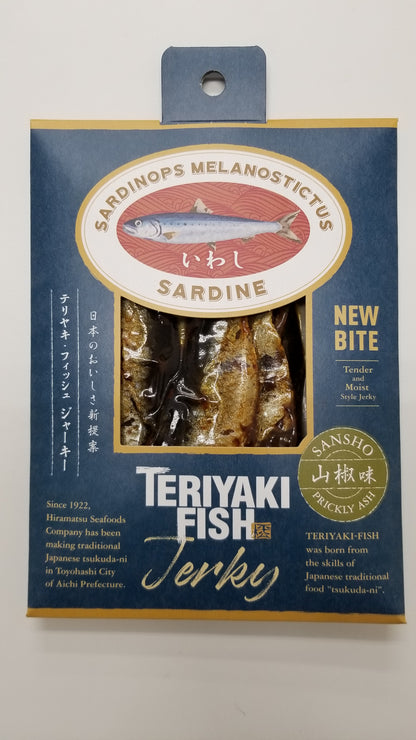 SARDINOPS MELANOSTICTUS
いわし
SARDINE
日本のおいしさ新提案
テリヤキ・フィッシュ ジャーキー
NEW
BITE
Tender
and
Moist
Style Jerky
SANSHO
山椒味
PRICKLY ASH
TERIYAKI
FISH
Jerky
Since 1922,
Hiramatsu Seafoods
Company has been
making traditional
Japanese tsukuda-ni
in Toyohashi City
of Aichi Prefecture.
TERIYAKI-FISH
was born from
the skills of
Japanese traditional
food "tsukuda-ni".